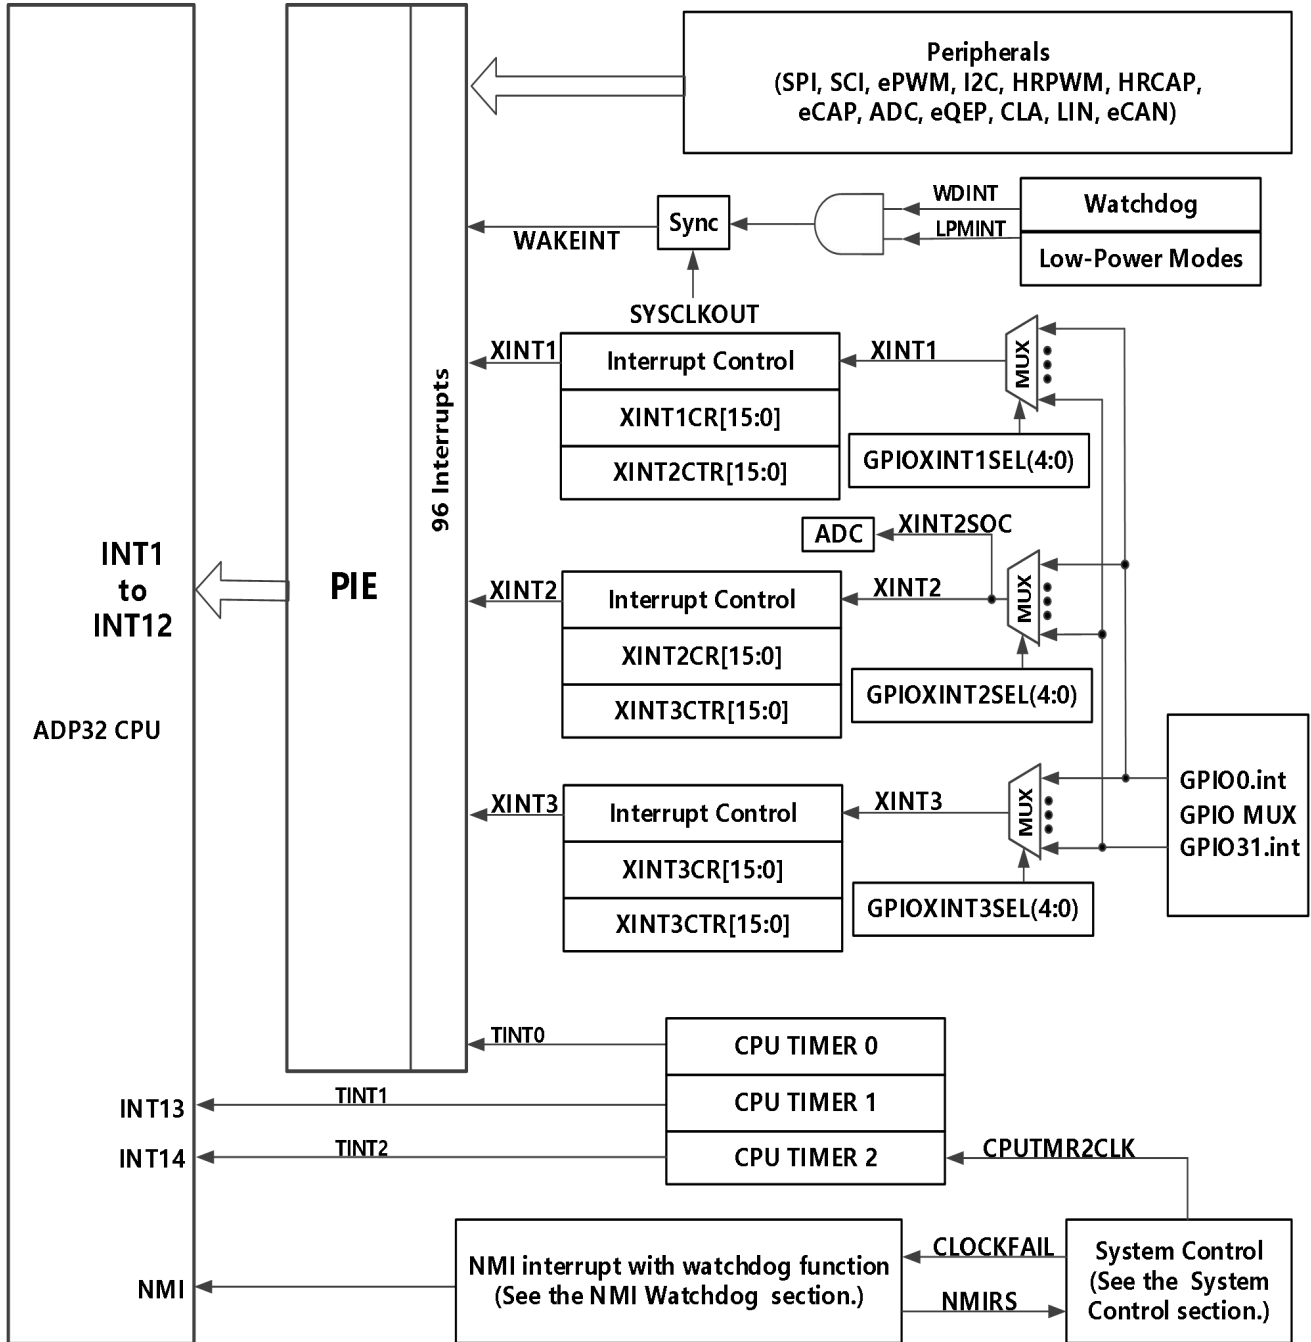 Peripherals
(SPI, SCI, ePWM, I2C, HRPWM, HRCAP,
eCAP, ADC, eQEP, CLA, LIN, eCAN)
WDINT
Watchdog
Sync
LPMINT
WAKEINT
Low-Power Modes
SYSCLKOUT
XINT1
Interrupt Control
XINT1
MUX
XINT1CR[15:0]
GPIOXINT1SEL(4:0)
XINT2CTR[15:0]
96 Interrupts
ADC
XINT2SOC
INT1
to
INT12
PIE
XINT2
Interrupt Control
XINT2
MUX
XINT2CR[15:0]
GPIOXINT2SEL(4:0)
XINT3CTR[15:0]
ADP32 CPU
GPIO0.int
GPIO MUX
GPIO31.int
XINT3
Interrupt Control
XINT3
MUX
XINT3CR[15:0]
GPIOXINT3SEL(4:0)
XINT3CTR[15:0]
TINT0
CPU TIMER 0
INT13
TINT1
CPU TIMER 1
INT14
TINT2
CPU TIMER 2
CPUTMR2CLK
NMI
NMI interrupt with watchdog function
(See the NMI Watchdog section.)
CLOCKFAIL
NMIRS
System Control
(See the System
Control section.)